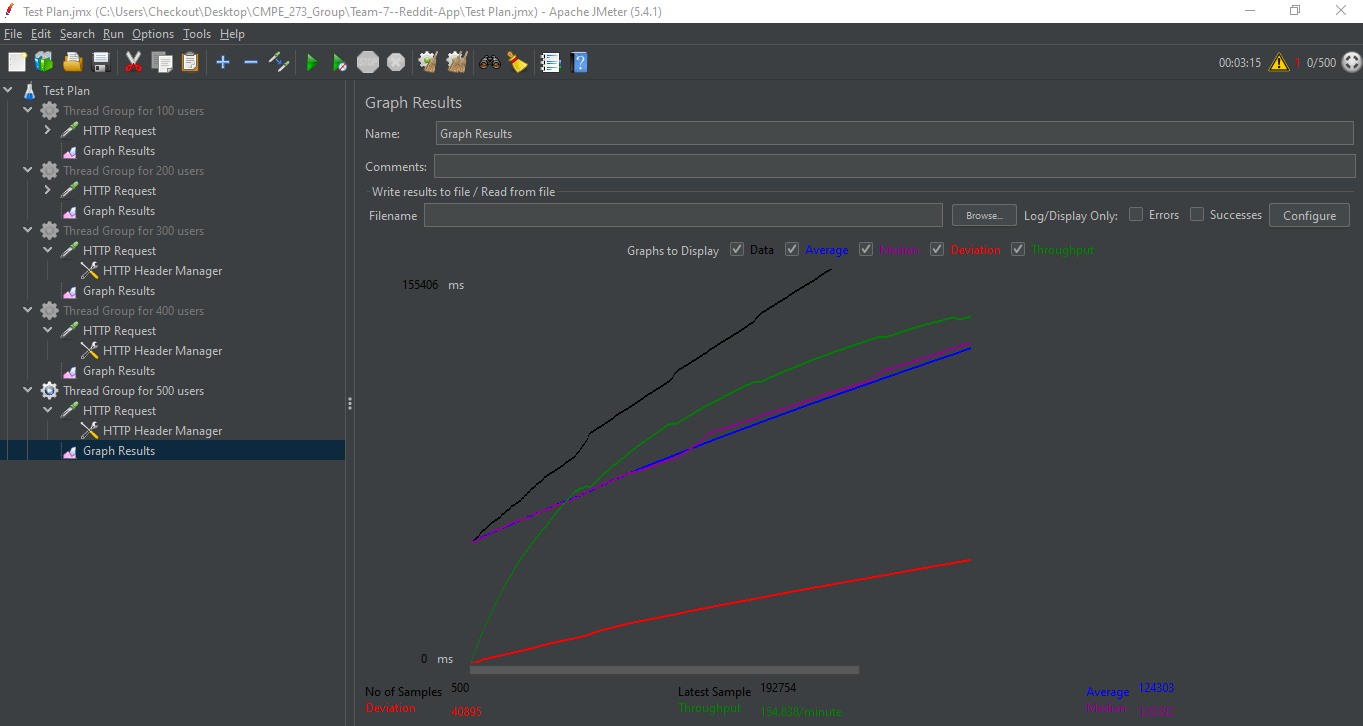 Test Plan.jmx (C:\Users\Checkout\Desktop\CMPE_273_Group\Team-7--Reddit-App\Test Plan.jmx) - Apache JMeter (5.4.1)
File Edit Search Run Options Tools Help
STOP 00:03:15 1 0/500
Test Plan
Thread Group for 100 users
HTTP Request
Graph Results
Thread Group for 200 users
HTTP Request
Graph Results
Thread Group for 300 users
HTTP Request
HTTP Header Manager
Graph Results
Thread Group for 400 users
HTTP Request
HTTP Header Manager
Graph Results
Thread Group for 500 users
HTTP Request
HTTP Header Manager
Graph Results
Graph Results
Name: Graph Results
Comments:
Write results to file / Read from file
Filename Browse... Log/Display Only: Errors Successes Configure
Graphs to Display Data Average Median Deviation Throughput
155406 ms
0 ms
No of Samples 500 Latest Sample 192754 Average 124303
Deviation 40895 Throughput 154.838/minute Median